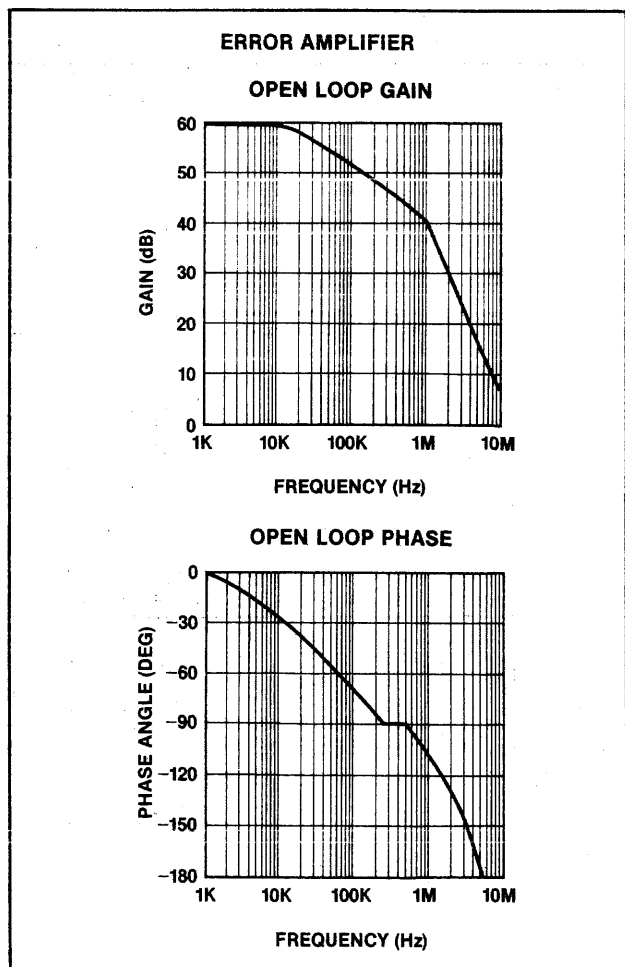 ERROR AMPLIFIER
OPEN LOOP GAIN
60
50
40
30
20
10
0
GAIN (dB)
1K 10K 100K 1M 10M
FREQUENCY (Hz)
OPEN LOOP PHASE
0
−30
−60
−90
−120
−150
−180
PHASE ANGLE (DEG)
1K 10K 100K 1M 10M
FREQUENCY (Hz)